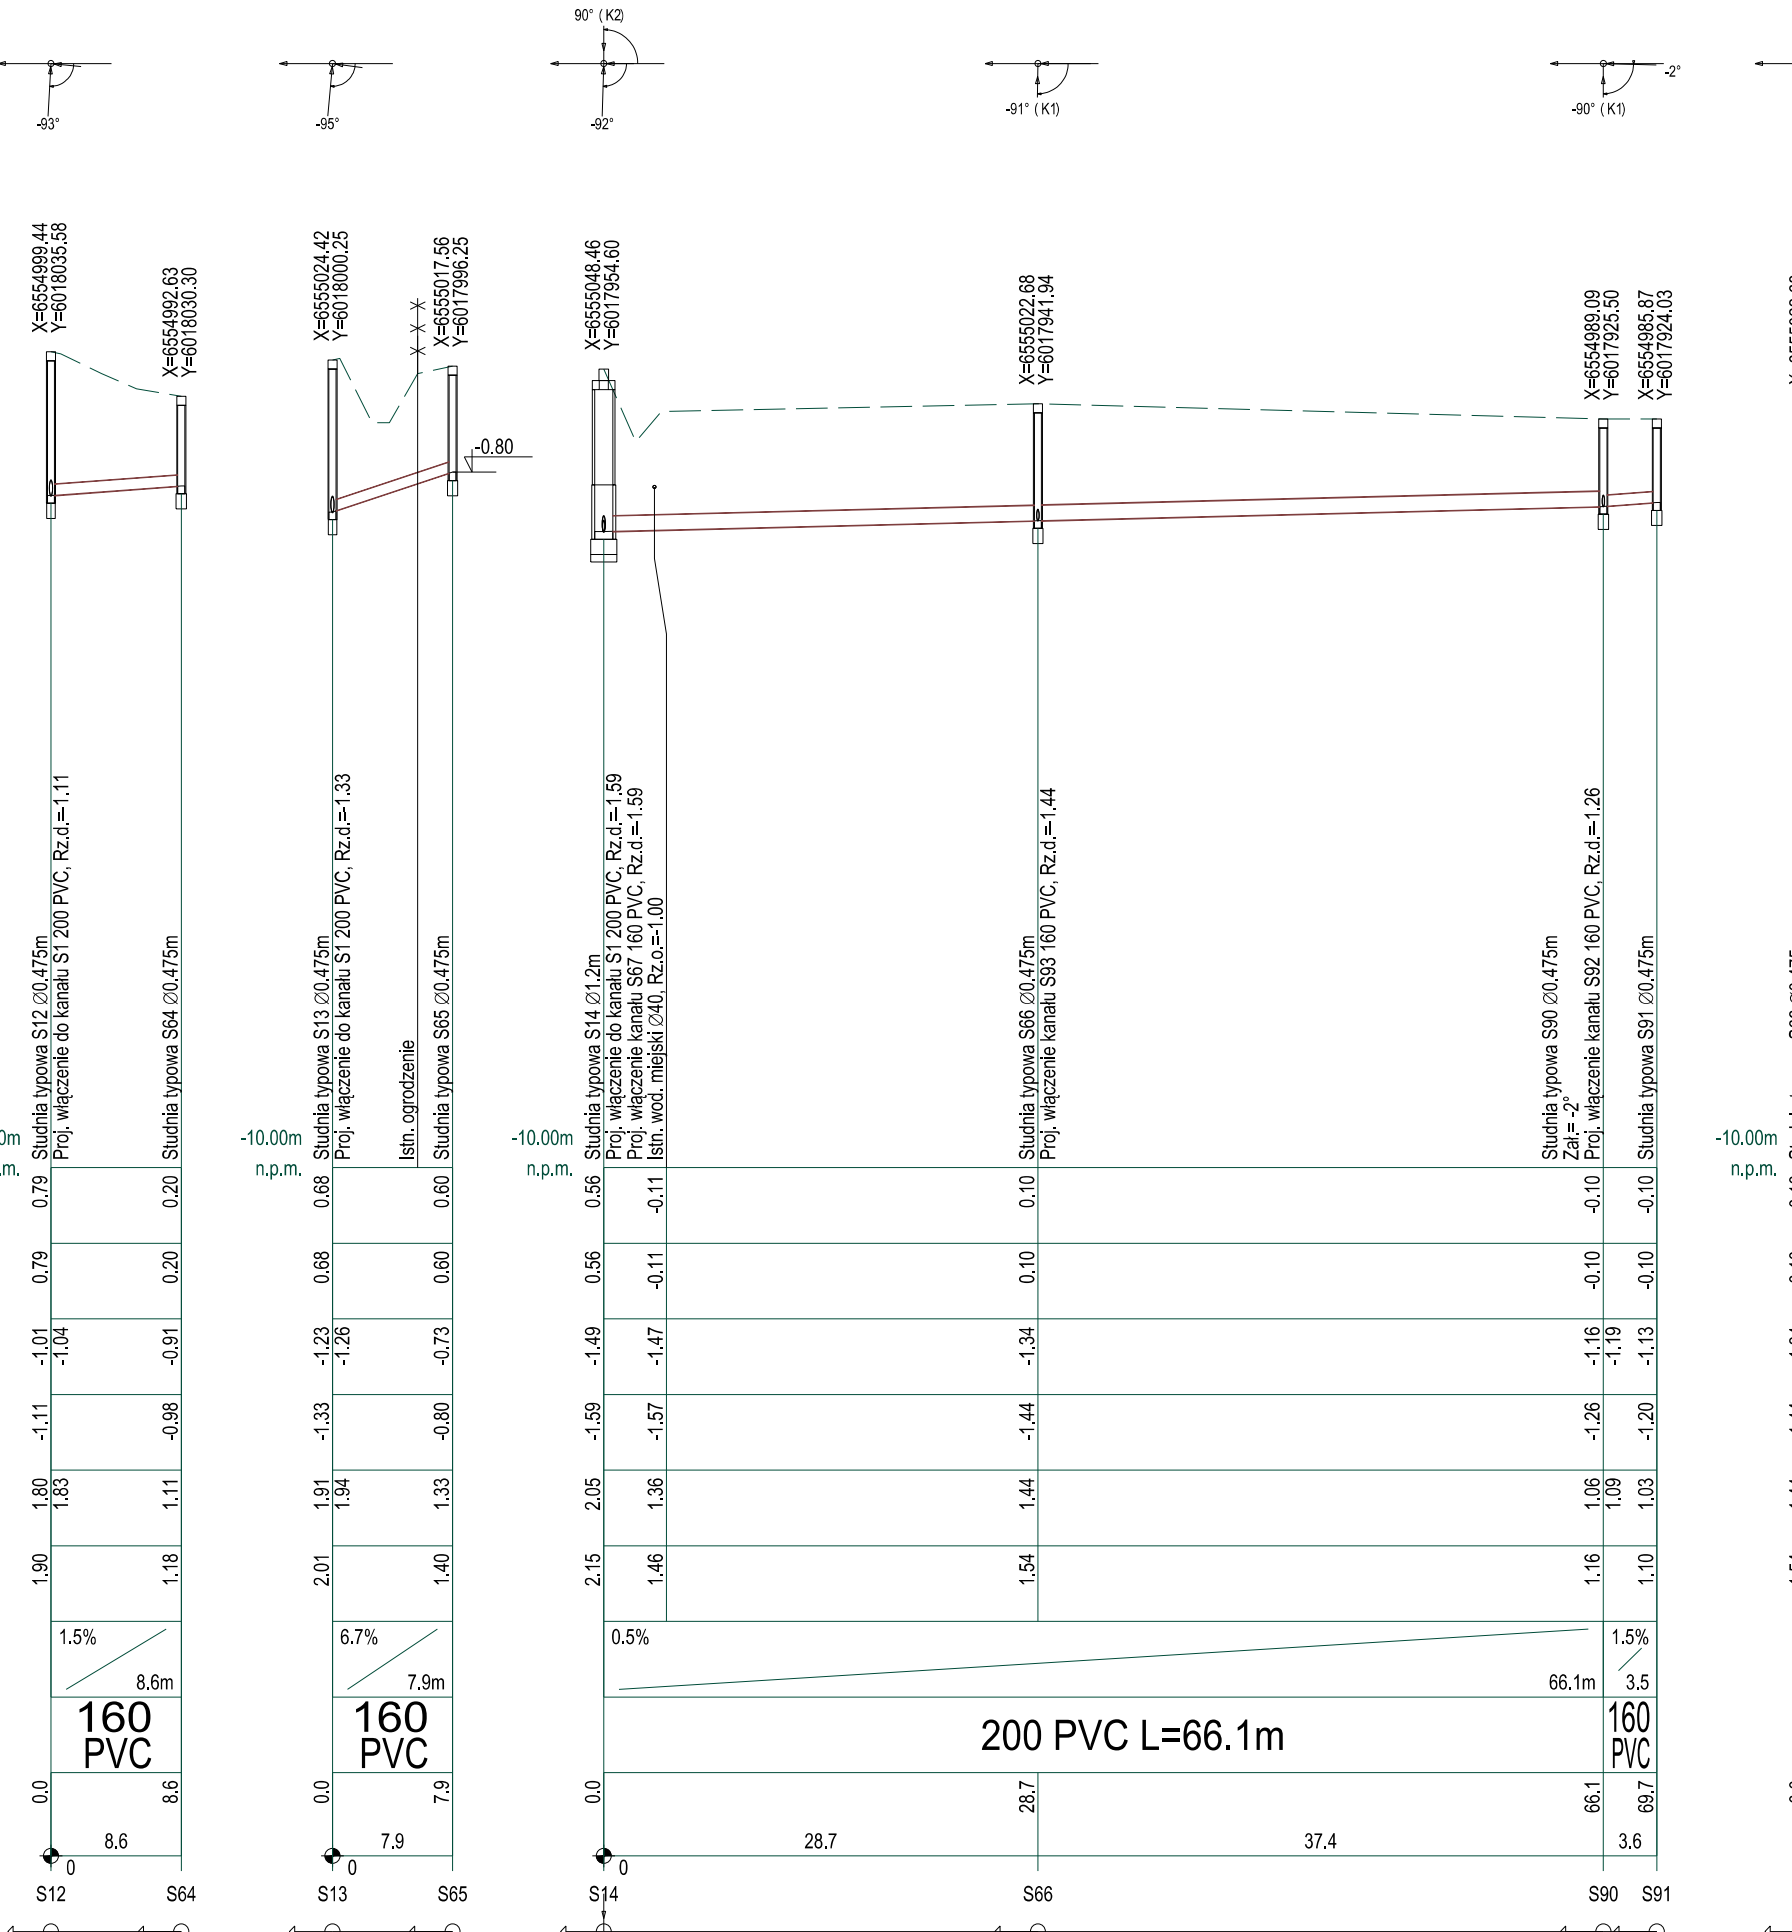 90° ( K2)
-93°
-95°
-92°
-91° ( K1)
-90° ( K1)
-2°
X=6554999.44
Y=6018035.58
X=6554992.63
Y=6018030.30
X=6555024.42
Y=6018000.25
X=6555017.56
Y=6017996.25
X=6555048.46
Y=6017954.60
X=6555022.68
Y=6017941.94
X=6554989.09
Y=6017925.50
X=6554985.87
Y=6017924.03
-0.80
Studnia typowa S12 ∅0.475m
Proj. włączenie do kanału S1 200 PVC, Rz.d.=-1.11
Studnia typowa S64 ∅0.475m
Studnia typowa S13 ∅0.475m
Proj. włączenie do kanału S1 200 PVC, Rz.d.=-1.33
Istn. ogrodzenie
Studnia typowa S65 ∅0.475m
Studnia typowa S14 ∅1.2m
Proj. włączenie do kanału S1 200 PVC, Rz.d.=-1.59
Proj. włączenie kanału S67 160 PVC, Rz.d.=-1.59
Istn. wod. miejski ∅40, Rz.o.=-1.00
Studnia typowa S66 ∅0.475m
Proj. włączenie kanału S93 160 PVC, Rz.d.=-1.44
Studnia typowa S90 ∅0.475m
Zał.= -2°
Proj. włączenie kanału S92 160 PVC, Rz.d.=-1.26
Studnia typowa S91 ∅0.475m
-10.00m
n.p.m.
-10.00m
n.p.m.
-10.00m
n.p.m.
0.79 0.20 0.68 0.60 0.56 -0.11 0.10 -0.10 -0.10
0.79 0.20 0.68 0.60 0.56 -0.11 0.10 -0.10 -0.10
-1.01 -1.04 -0.91 -1.23 -1.26 -0.73 -1.49 -1.47 -1.34 -1.16 -1.19 -1.13
-1.11 -0.98 -1.33 -0.80 -1.59 -1.57 -1.44 -1.26 -1.20
1.80 1.83 1.11 1.91 1.94 1.33 2.05 1.36 1.44 1.06 1.09 1.03
1.90 1.18 2.01 1.40 2.15 1.46 1.54 1.16 1.10
1.5% 6.7% 0.5% 1.5%
8.6m 7.9m 66.1m 3.5
160 PVC
160 PVC
200 PVC L=66.1m
160 PVC
0.0 8.6 0.0 7.9 0.0 28.7 66.1 69.7
8.6 7.9 28.7 37.4 3.6
0 0 0
S12 S64 S13 S65 S14 S66 S90 S91